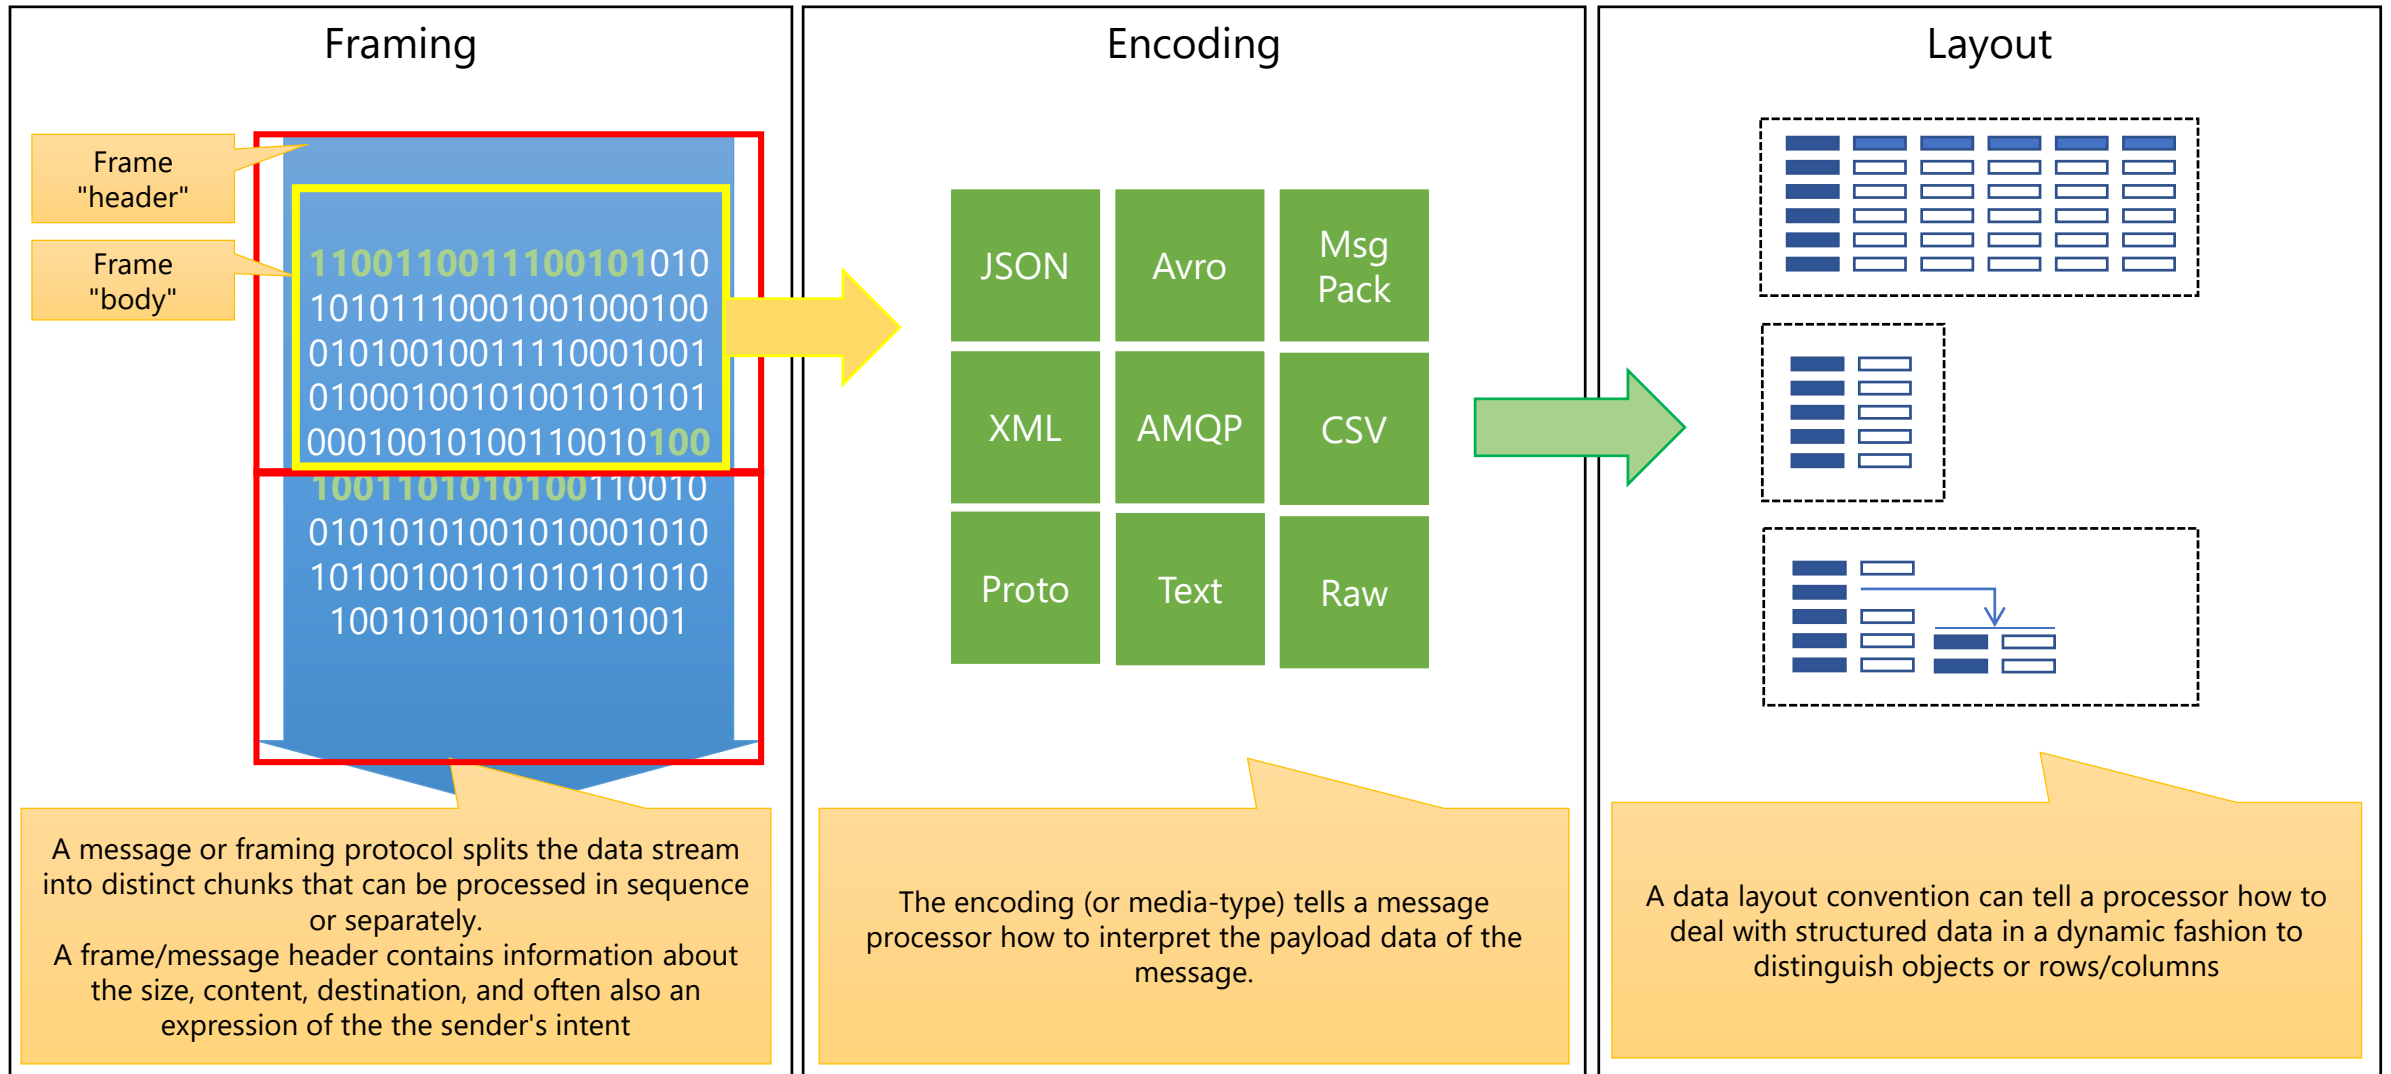 Framing
Frame
"header"
Frame
"body"
1100110011100101010
10101110001001000100
01010010011110001001
01000100101001010101
00010010100110010100
10011010101001 10010
01010101001010001010
10100100101010101010
100101001010101001
A message or framing protocol splits the data stream
into distinct chunks that can be processed in sequence
or separately.
A frame/message header contains information about
the size, content, destination, and often also an
expression of the the sender's intent
Encoding
JSON
Avro
Msg
Pack
XML
AMQP
CSV
Proto
Text
Raw
The encoding (or media-type) tells a message
processor how to interpret the payload data of the
message.
Layout
A data layout convention can tell a processor how to
deal with structured data in a dynamic fashion to
distinguish objects or rows/columns